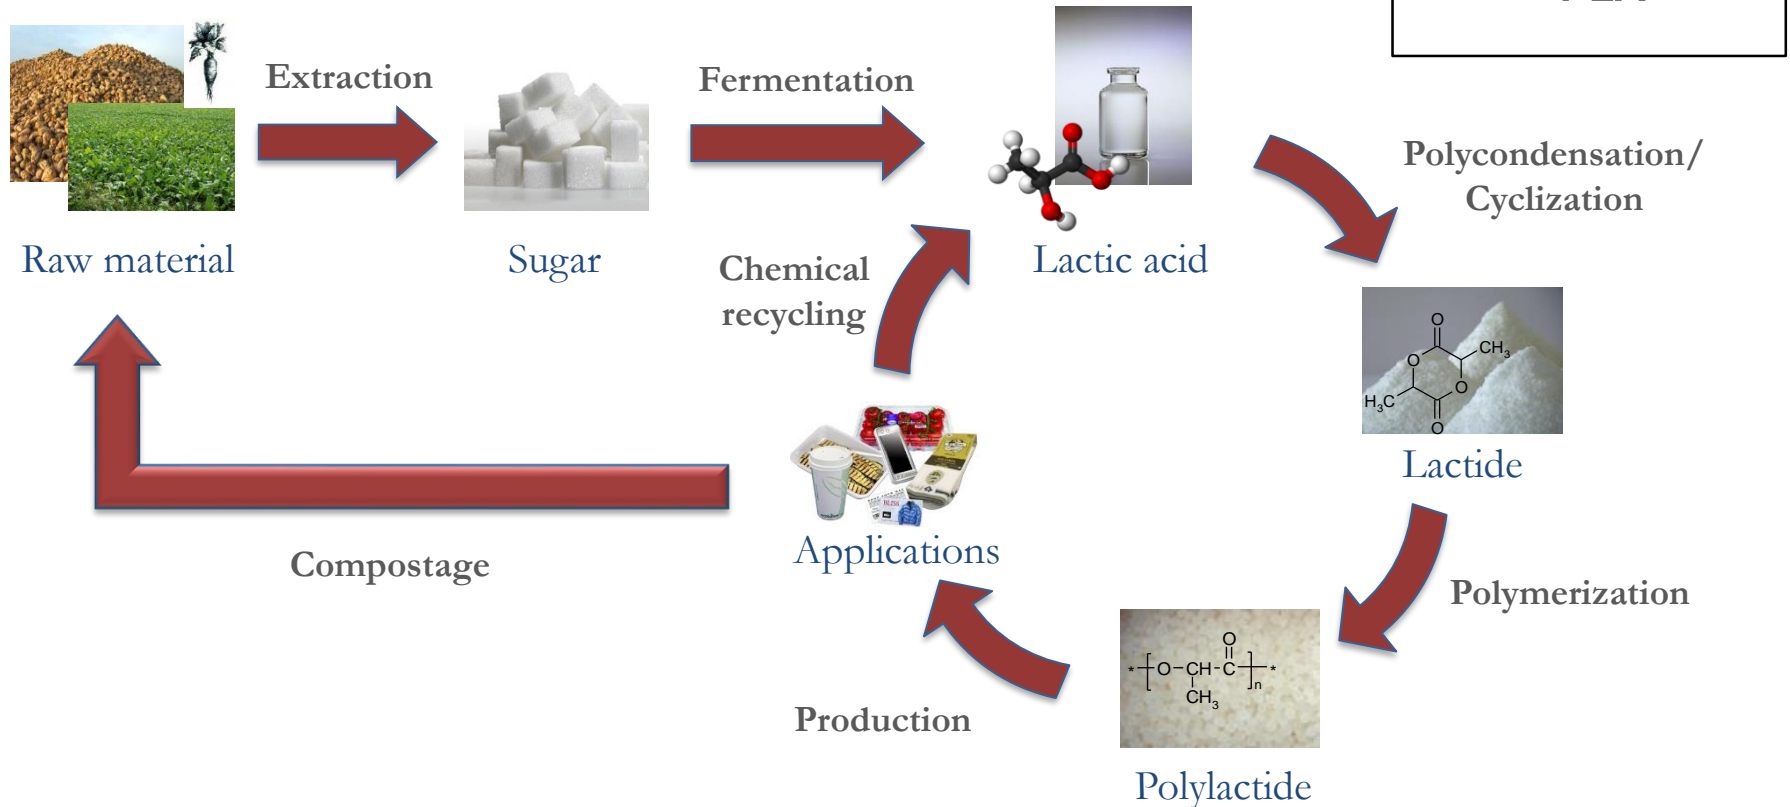 Extraction
Fermentation
Polycondensation/
Cyclization
Raw material
Sugar
Lactic acid
Chemical
recycling
O
O
CH₃
O
H₃C
O
Lactide
Applications
Compostage
Polymerization
O
*-[O-CH-C]n-*
CH₃
Production
Polylactide